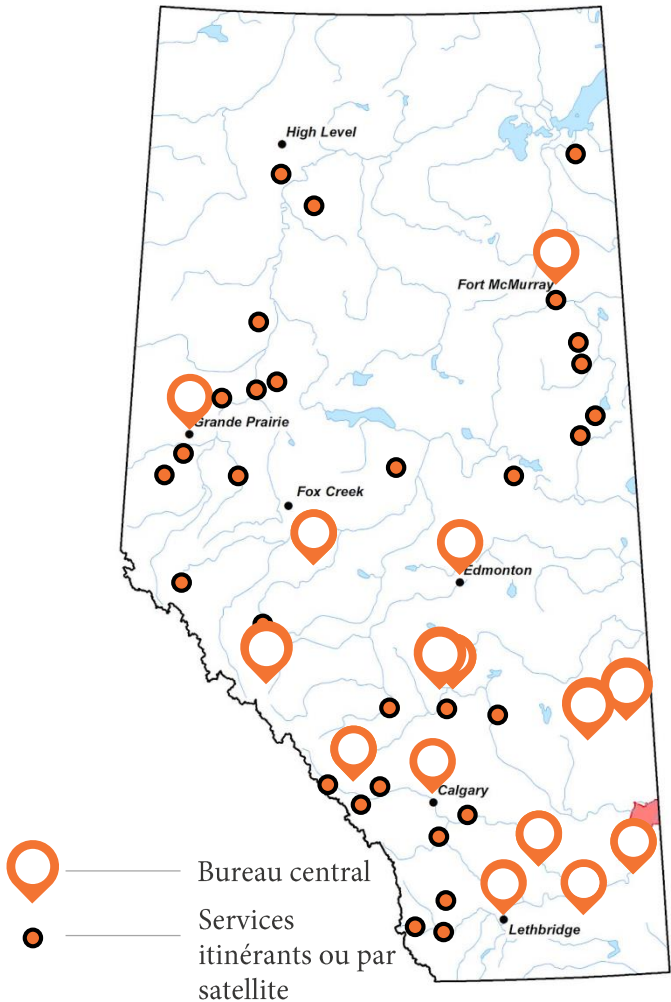 High Level
Fort McMurray
Grande Prairie
Fox Creek
Edmonton
Calgary
Bureau central
Services
itinérants ou par
satellite
Lethbridge